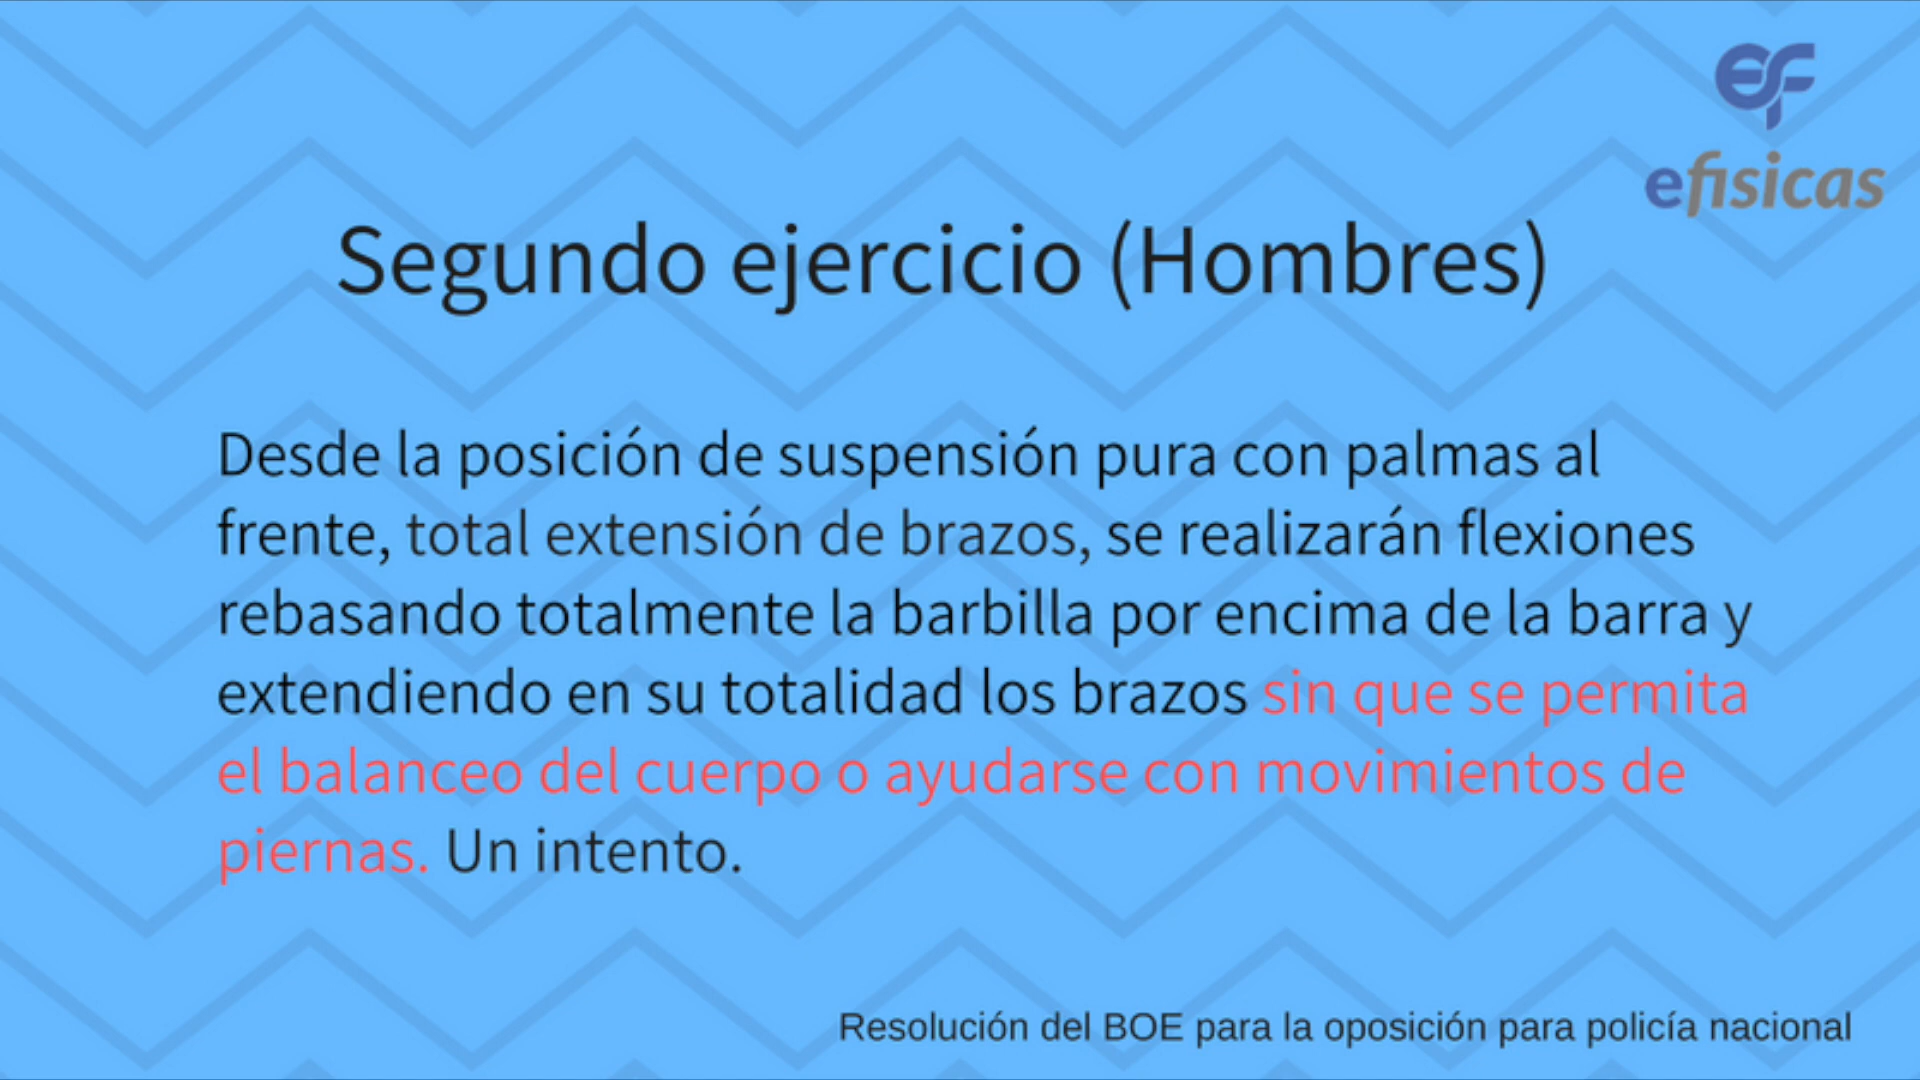 ef
efisicas
Segundo ejercicio (Hombres)
Desde la posición de suspensión pura con palmas al
frente, total extensión de brazos, se realizarán flexiones
rebasando totalmente la barbilla por encima de la barra y
extendiendo en su totalidad los brazos sin que se permita
el balanceo del cuerpo o ayudarse con movimientos de
piernas. Un intento.
Resolución del BOE para la oposición para policía nacional